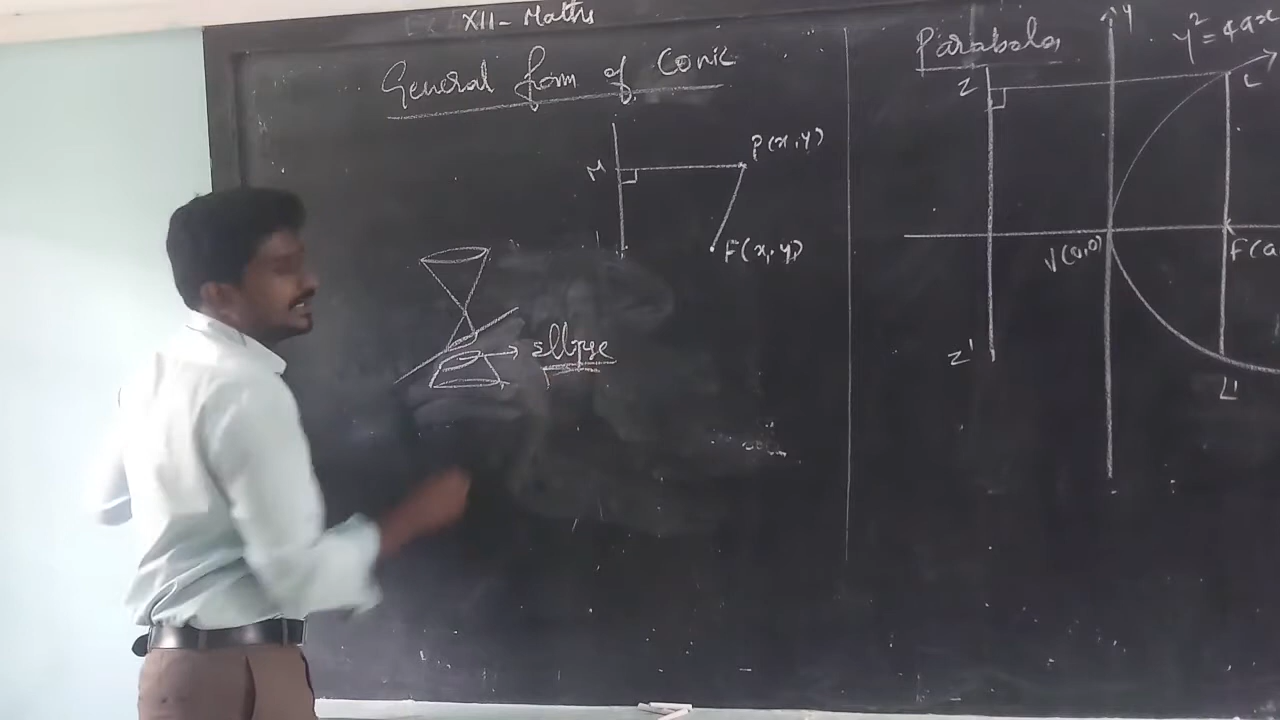 XII - Maths
General form of Conic
M
P(x,y)
F(x, y,)
ellipse
Parabola
y
y² = 4ax
Z
L
V(0,0)
F(a
Z'
L'